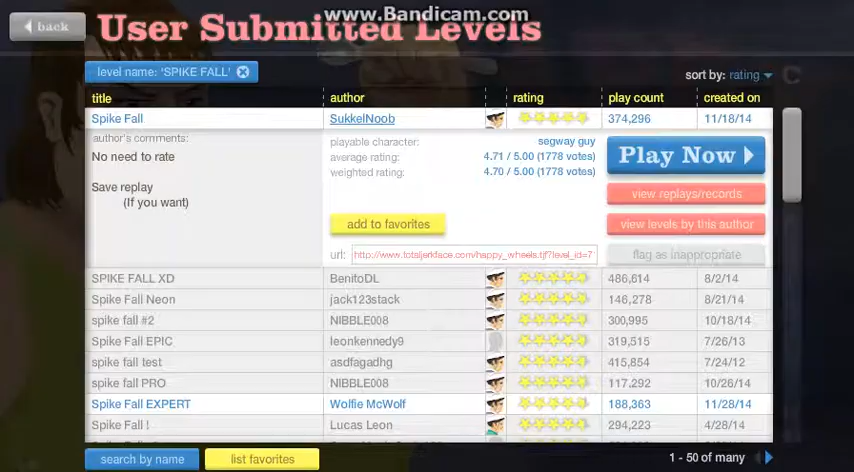 www.Bandicam.com
back
User Submitted Levels
level name: 'SPIKE FALL'
sort by: rating
title author rating play count created on
Spike Fall SukkelNoob 374,296 11/18/14
author's comments:
No need to rate
Save replay
(If you want)
playable character: segway guy
average rating: 4.71 / 5.00 (1778 votes)
weighted rating: 4.70 / 5.00 (1778 votes)
add to favorites
url: http://www.totaljerkface.com/happy_wheels.tjf?level_id=7
Play Now
view replays/records
view levels by this author
flag as inappropriate
SPIKE FALL XD BenitoDL 486,614 8/2/14
Spike Fall Neon jack123stack 146,278 8/21/14
spike fall #2 NIBBLE008 300,995 10/18/14
Spike Fall EPIC leonkennedy9 319,515 7/26/13
spike fall test asdfagadhg 415,854 7/24/12
spike fall PRO NIBBLE008 117,292 10/26/14
Spike Fall EXPERT Wolfie McWolf 188,363 11/28/14
Spike Fall ! Lucas Leon 294,223 4/28/14
search by name
list favorites
1 - 50 of many